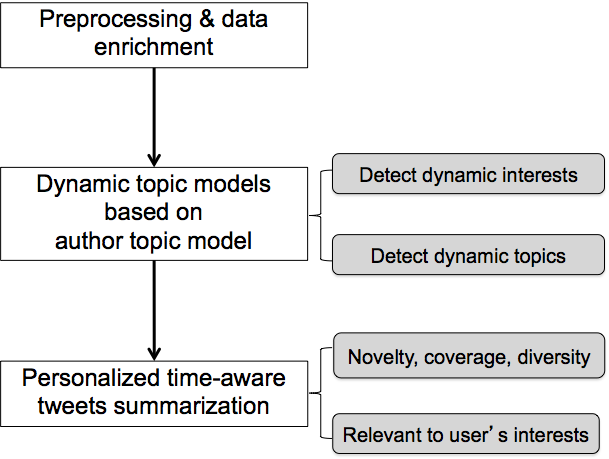 Preprocessing & data
enrichment
Dynamic topic models
based on
author topic model
Detect dynamic interests
Detect dynamic topics
Personalized time-aware
tweets summarization
Novelty, coverage, diversity
Relevant to user’s interests